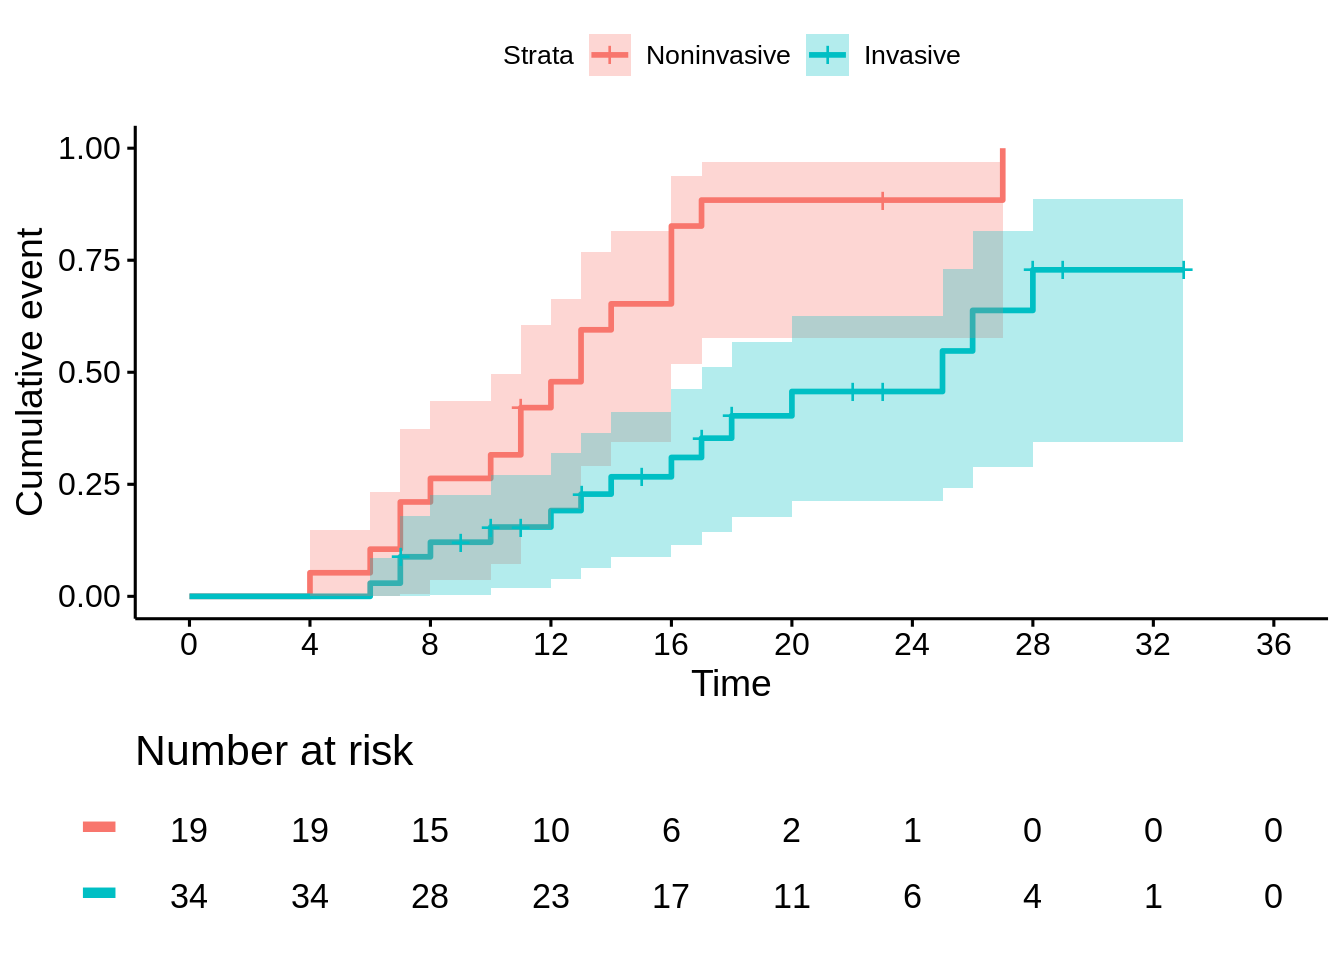 Strata Noninvasive Invasive
1.00
0.75
0.50
0.25
0.00
Cumulative event
0 4 8 12 16 20 24 28 32 36
Time
Number at risk
19 19 15 10 6 2 1 0 0 0
34 34 28 23 17 11 6 4 1 0